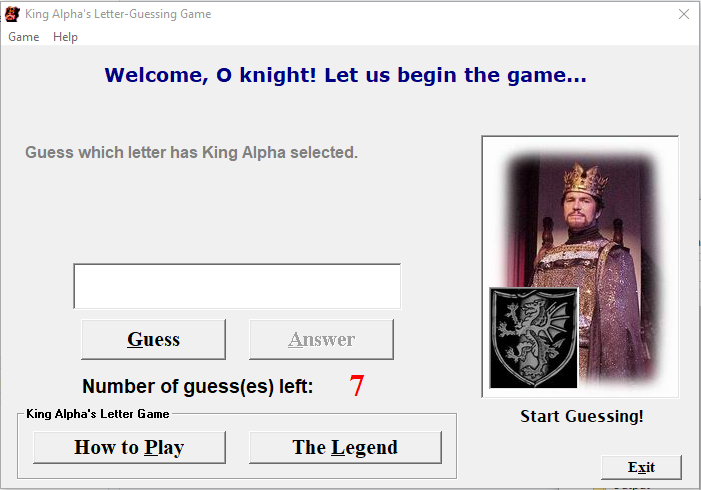 King Alpha's Letter-Guessing Game
Game Help
Welcome, O knight! Let us begin the game...
Guess which letter has King Alpha selected.
Guess Answer
Number of guess(es) left: 7
Start Guessing!
King Alpha's Letter Game
How to Play The Legend
Exit